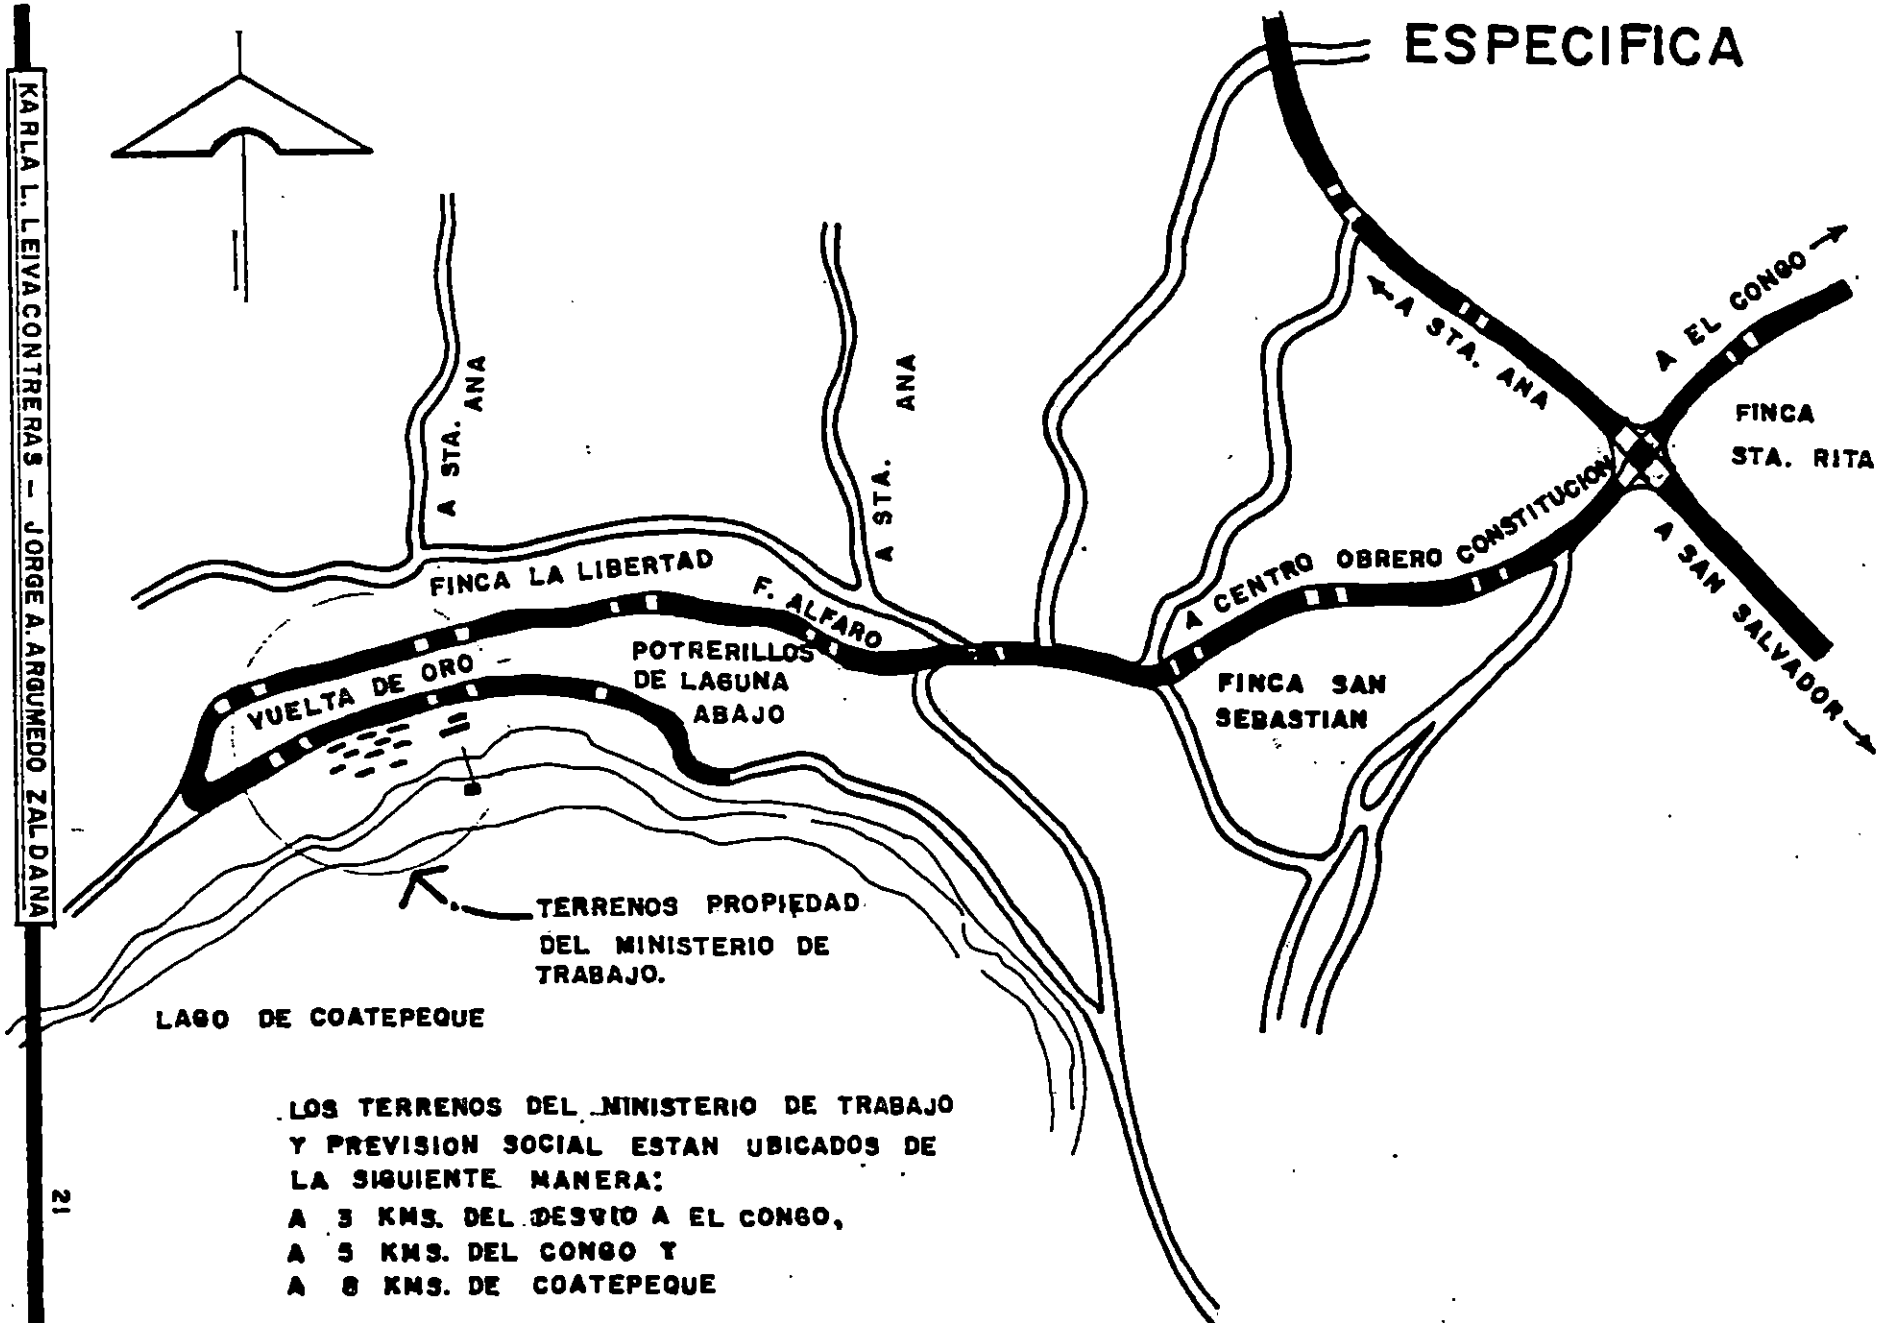 ESPECIFICA
KARLA L. LEIVA CONTRERAS - JORGE A. ARGUMEDO ZALDANA
A STA. ANA
A STA. ANA
A STA. ANA
A EL CONGO
FINCA
STA. RITA
A SAN SALVADOR
A CENTRO OBRERO CONSTITUCION
FINCA LA LIBERTAD
F. ALFARO
VUELTA DE ORO
POTRERILLOS
DE LAGUNA
ABAJO
FINCA SAN
SEBASTIAN
TERRENOS PROPIEDAD
DEL MINISTERIO DE
TRABAJO.
LAGO DE COATEPEQUE
LOS TERRENOS DEL MINISTERIO DE TRABAJO
Y PREVISION SOCIAL ESTAN UBICADOS DE
LA SIGUIENTE MANERA:
A 3 KMS. DEL DESVIO A EL CONGO,
A 5 KMS. DEL CONGO Y
A 8 KMS. DE COATEPEQUE
21